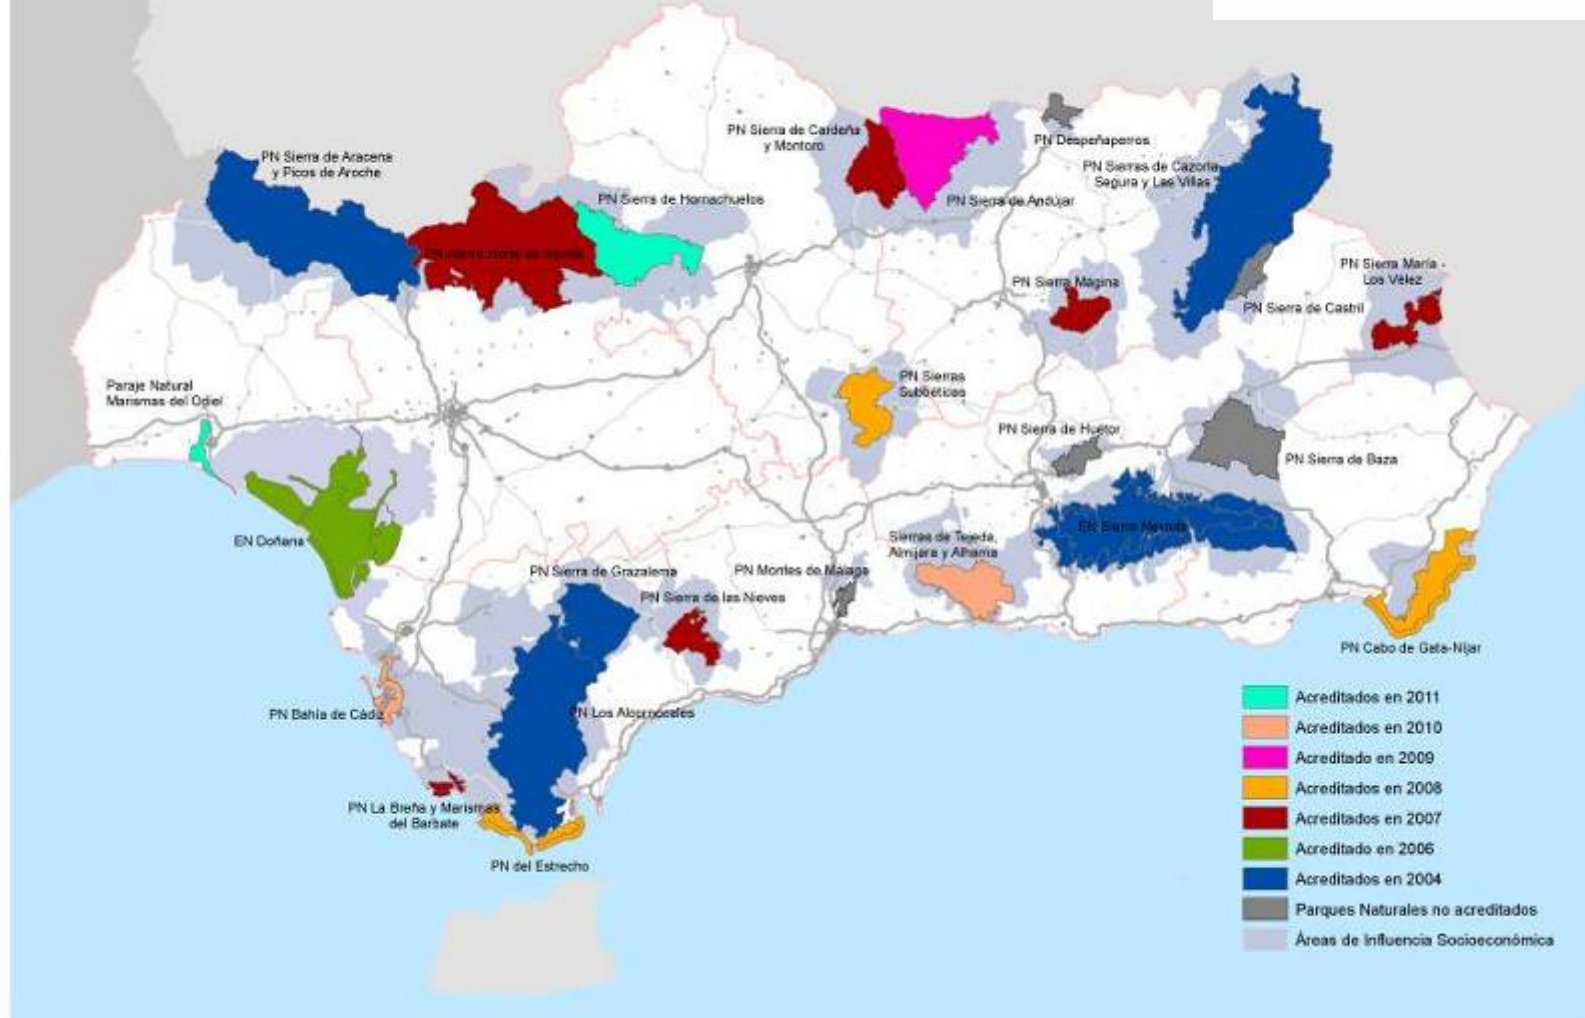 PN Sierra de Cardeña
y Montoro
PN Despeñaperros
PN Sierra de Aracena
y Picos de Aroche
PN Sierras de Cazorla
Segura y Las Villas
PN Sierra de Hornachuelos
PN Sierra de Andújar
PN Sierra Norte de Sevilla
PN Sierra María -
Los Vélez
PN Sierra Mágina
PN Sierra de Castril
Paraje Natural
Marismas del Odiel
PN Sierras
Subbéticas
PN Sierra de Huetor
PN Sierra de Baza
EN Doñana
EN Sierra Nevada
Sierras de Tejeda,
Almijara y Alhama
PN Sierra de Grazalema
PN Montes de Málaga
PN Sierra de las Nieves
PN Cabo de Gata-Níjar
PN Bahía de Cádiz
PN Los Alcornocales
PN La Breña y Marismas
del Barbate
PN del Estrecho
Acreditados en 2011
Acreditados en 2010
Acreditado en 2009
Acreditados en 2008
Acreditados en 2007
Acreditado en 2006
Acreditados en 2004
Parques Naturales no acreditados
Áreas de Influencia Socioeconómica